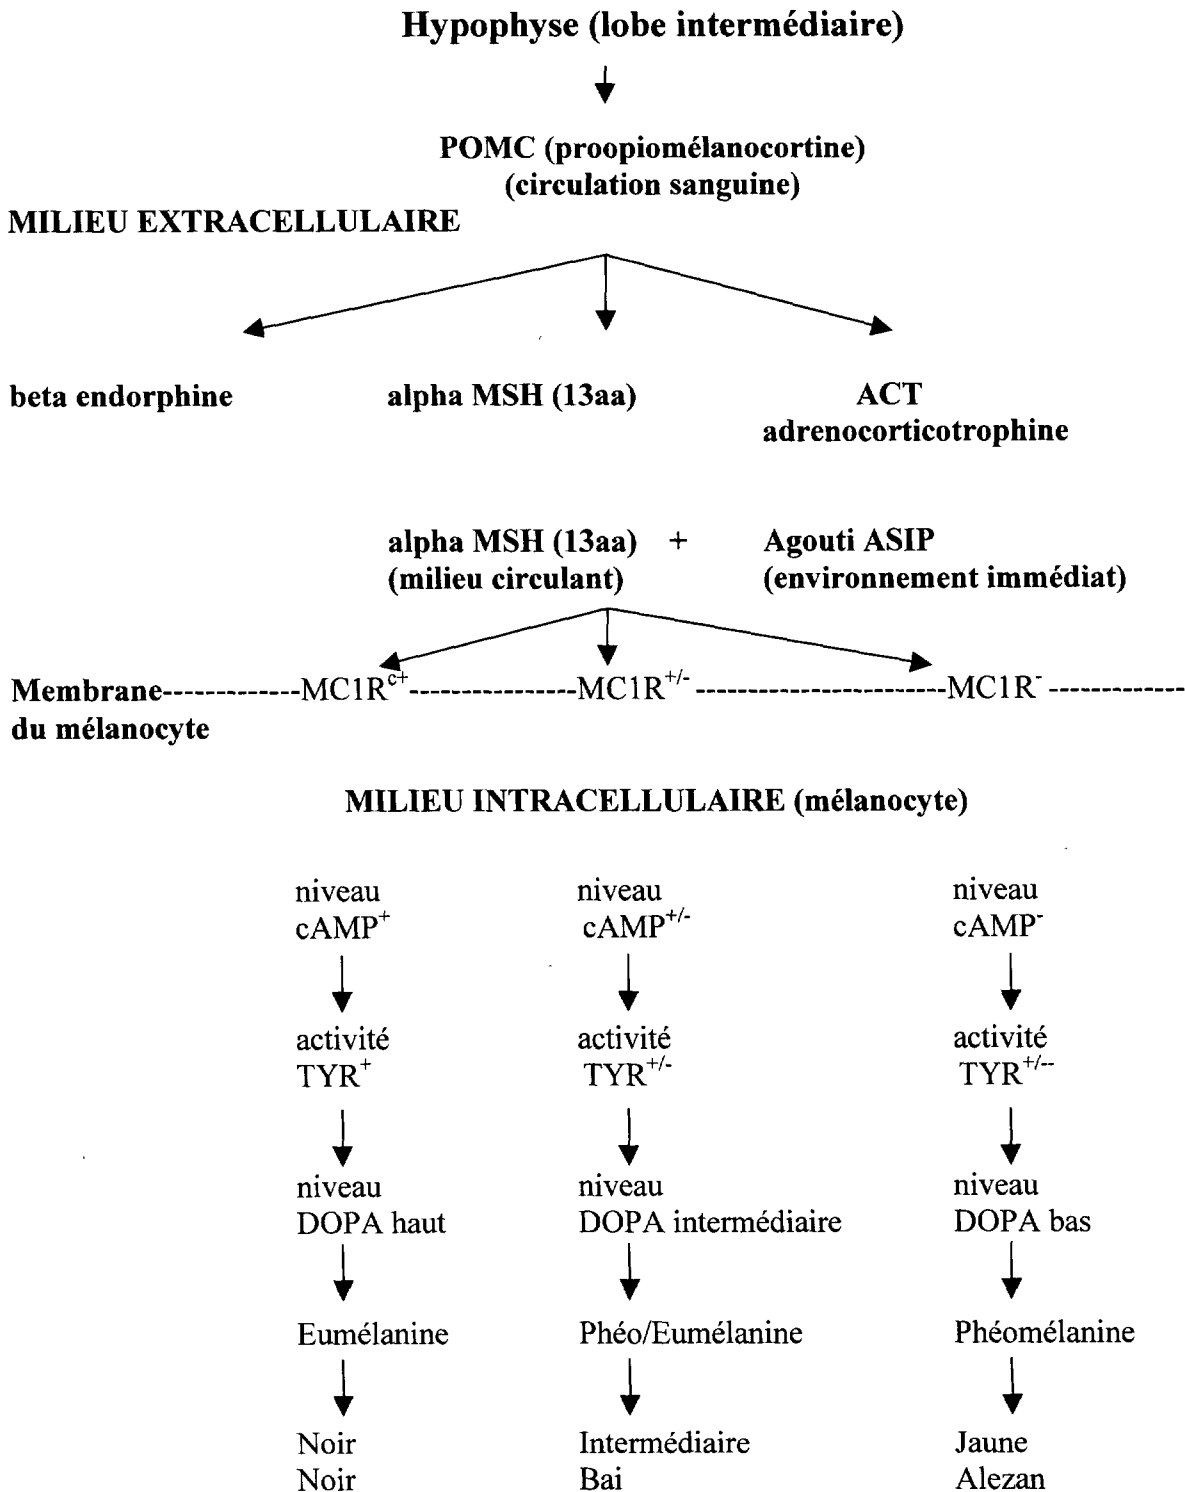 Hypophyse (lobe intermédiaire)
POMC (proopiomélanocortine)
(circulation sanguine)
MILIEU EXTRACELLULAIRE
beta endorphine alpha MSH (13aa) ACT
adrenocorticotrophine
alpha MSH (13aa) + Agouti ASIP
(milieu circulant) (environnement immédiat)
Membrane-------------MC1R^c+----------------MC1R^+/- ------------------------MC1R^- -------------
du mélanocyte
MILIEU INTRACELLULAIRE (mélanocyte)
niveau niveau niveau
cAMP^+ cAMP^+/- cAMP^-
activité activité activité
TYR^+ TYR^+/- TYR^+/--
niveau niveau niveau
DOPA haut DOPA intermédiaire DOPA bas
Eumélanine Phéo/Eumélanine Phéomélanine
Noir Intermédiaire Jaune
Noir Bai Alezan